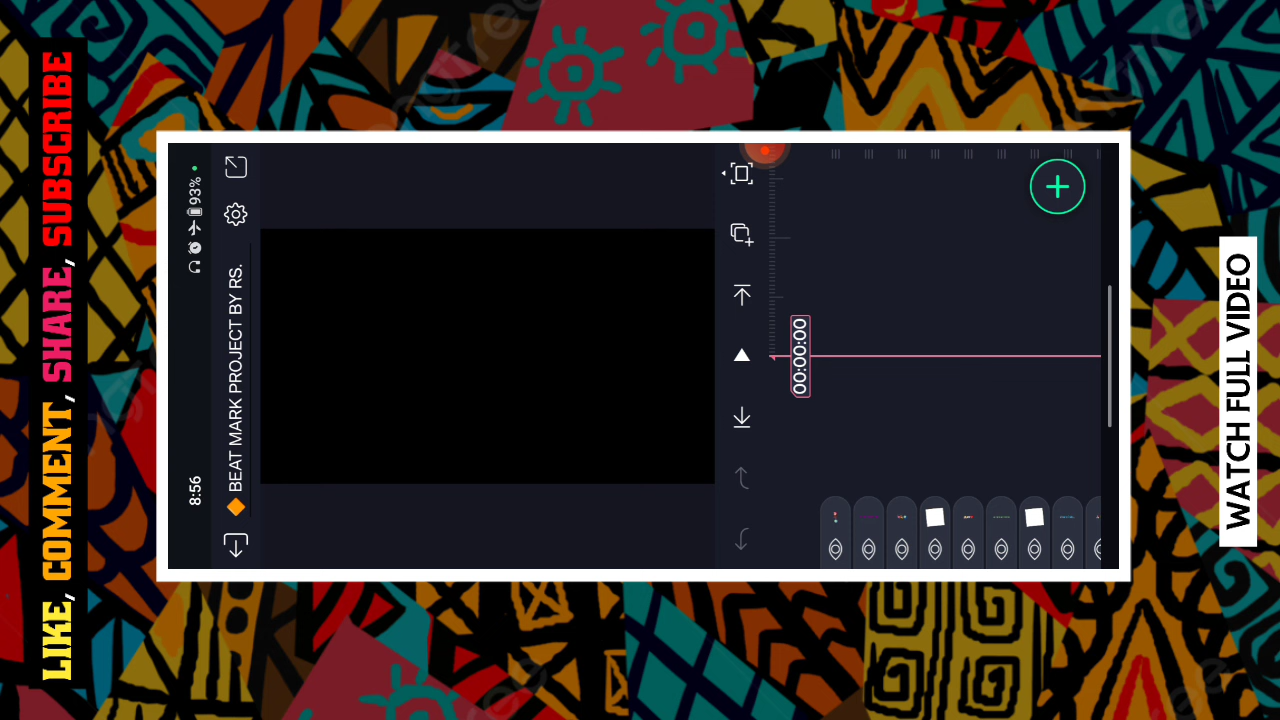 WATCH FULL VIDEO
8:56
93%
BEAT MARK PROJECT BY RS.
00:00:00
LIKE, COMMENT, SHARE, SUBSCRIBE